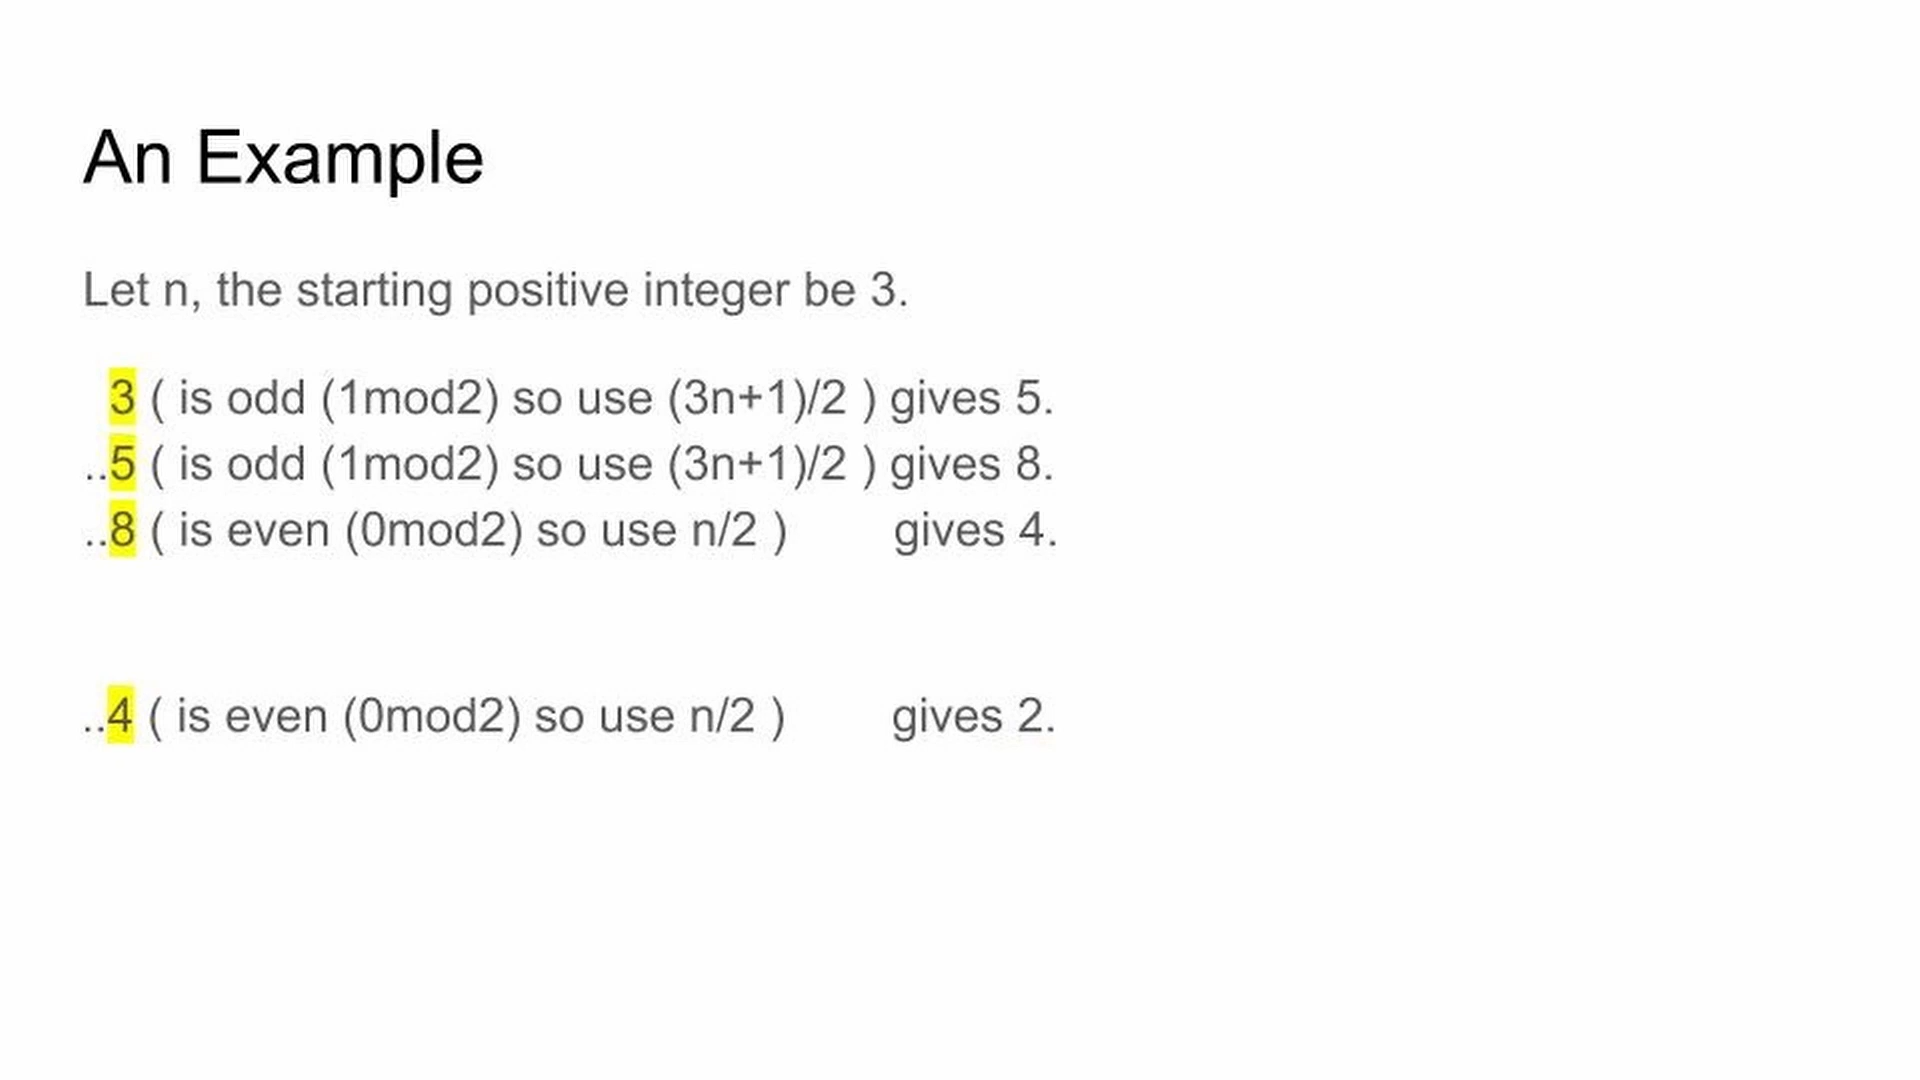 An Example
Let n, the starting positive integer be 3.
3 ( is odd (1mod2) so use (3n+1)/2 ) gives 5.
..5 ( is odd (1mod2) so use (3n+1)/2 ) gives 8.
..8 ( is even (0mod2) so use n/2 ) gives 4.
..4 ( is even (0mod2) so use n/2 ) gives 2.